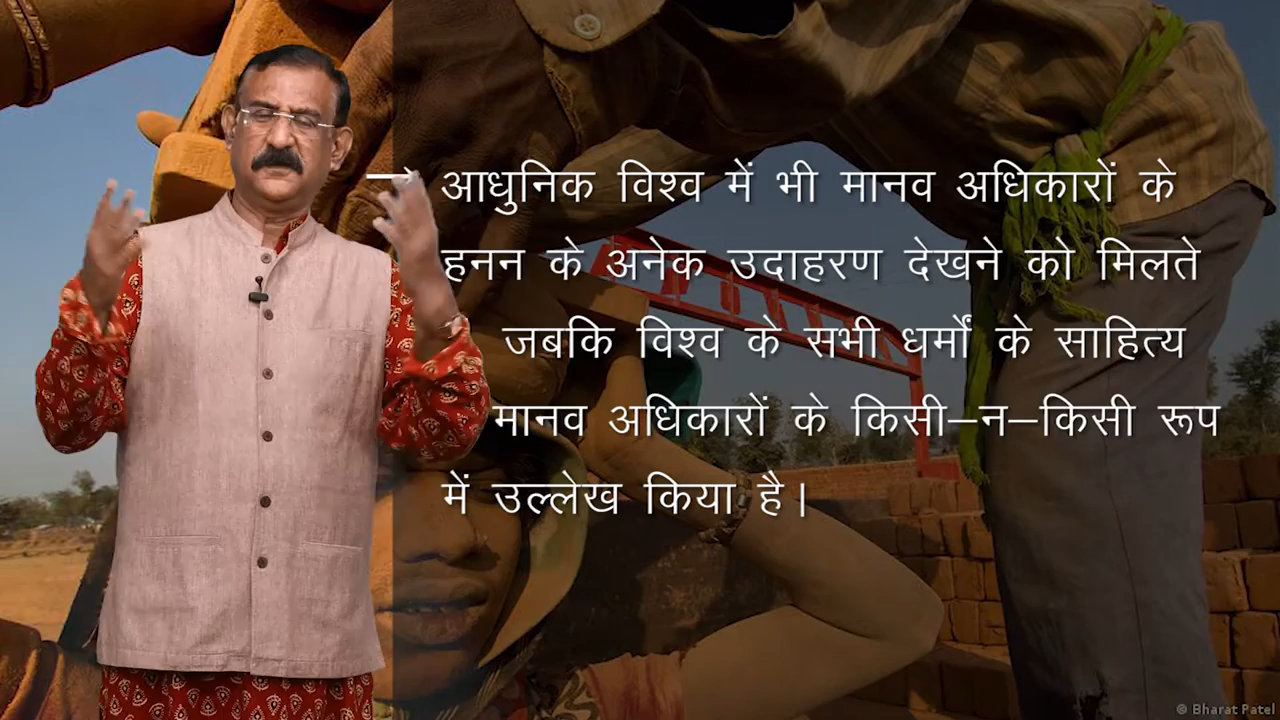 → आधुनिक विश्व में भी मानव अधिकारों के
हनन के अनेक उदाहरण देखने को मिलते
जबकि विश्व के सभी धर्मों के साहित्य
मानव अधिकारों के किसी–न–किसी रूप
में उल्लेख किया है।
© Bharat Patel